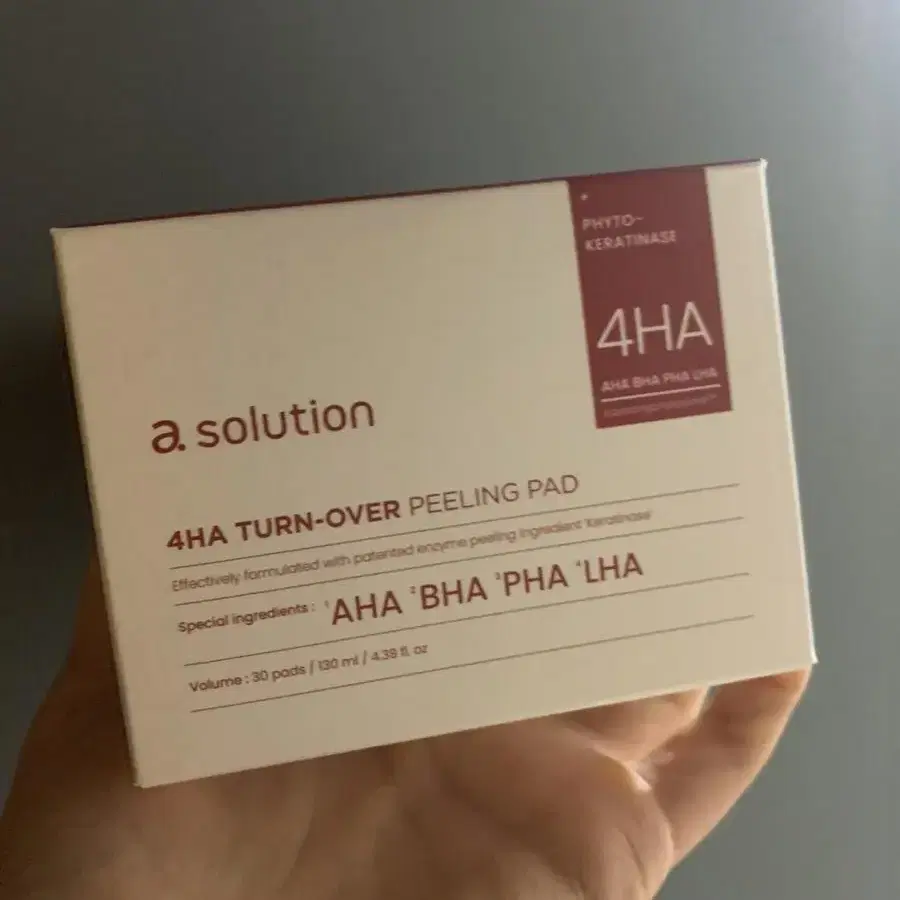 PHYTO-
KERATINASE
4HA
AHA BHA PHA LHA
a. solution
4HA TURN-OVER PEELING PAD
Effectively formulated with patented enzyme peeling ingredient 'Keratinase'
Special ingredients : ¹AHA ²BHA ³PHA ⁴LHA
Volume : 30 pads / 130 ml / 4.39 fl. oz